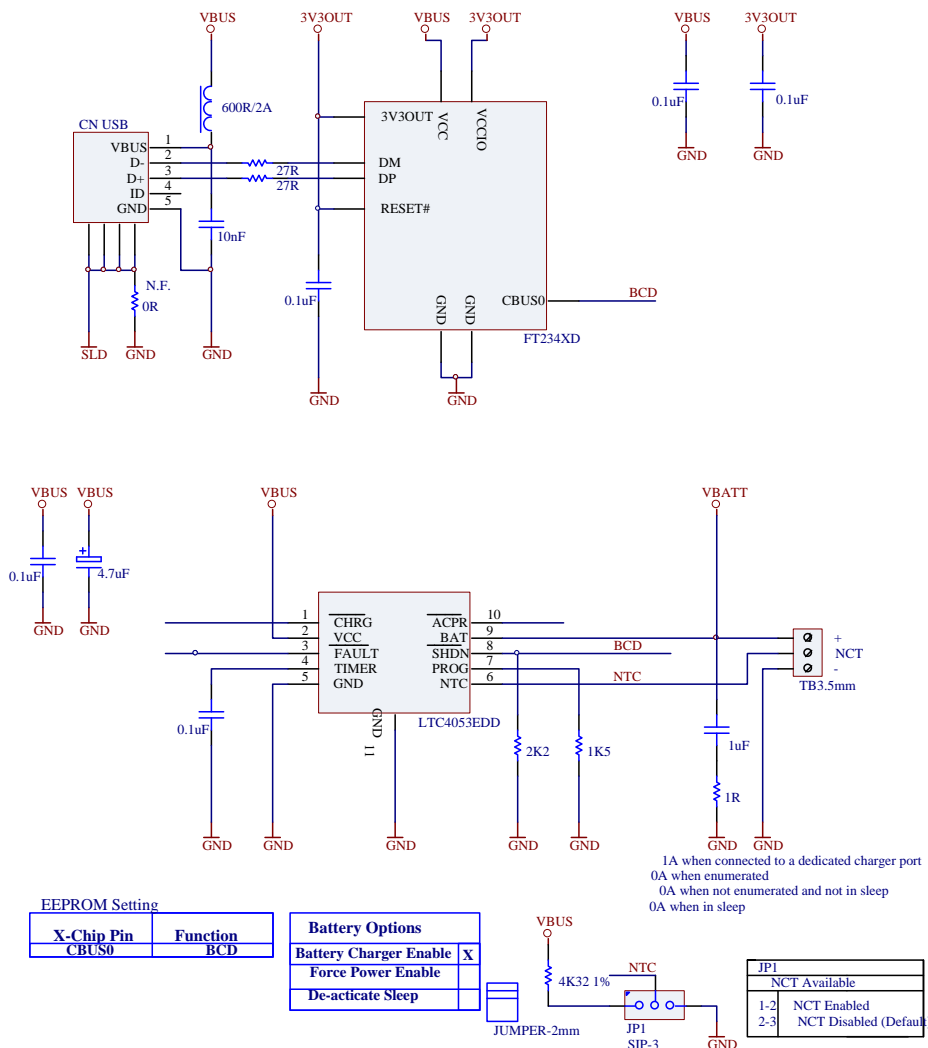 VBUS 3V3OUT VBUS 3V3OUT VBUS 3V3OUT
600R/2A
0.1uF 0.1uF
GND GND
CN USB
VBUS 1
D- 2
D+ 3
ID 4
GND 5
27R
27R
10nF
N.F.
0R
0.1uF
SLD GND GND GND
3V3OUT VCC VCCIO
DM
DP
RESET#
CBUS0 BCD
GND GND
FT234XD
GND
VBUS VBUS VBUS VBATT
0.1uF 4.7uF
+
GND GND
1 CHRG ACPR 10
2 VCC BAT 9
3 FAULT SHDN 8 BCD
4 TIMER PROG 7
5 GND NTC 6 NTC
GND 11
LTC4053EDD
+
NCT
-
TB3.5mm
0.1uF 2K2 1K5 1uF
1R
GND GND GND GND GND GND GND
1A when connected to a dedicated charger port
0A when enumerated
0A when not enumerated and not in sleep
0A when in sleep
EEPROM Setting
X-Chip Pin Function
CBUS0 BCD
Battery Options
Battery Charger Enable X
Force Power Enable
De-acticate Sleep
JUMPER-2mm
VBUS
4K32 1%
NTC
JP1
SIP-3
GND
JP1
NCT Available
1-2 NCT Enabled
2-3 NCT Disabled (Default